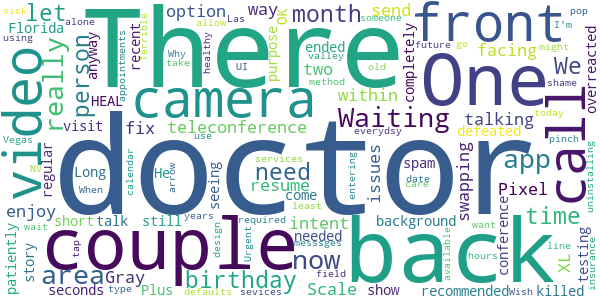 sick let Florida alone using option way OK month send There front One
I'm Las allow someone purpose pop go
Why take anyway HEAL person really video
appointments Terrible healthy recent UI ended two valley method old facing within might future completely We shame overreacted
camera Waiting call
visit fix teleconference talking defeated today
Vegas everydsy app pinch
doctor
Long He need seeing use issues spam swapping entering date care Pixel time
NV regular calendar arrow services resume come conference uninstalling
enjoy When short talk still years intent background available want
patiently wait story couple back
area now birthday needed least required Urgent messsges hours line XL insurance
seconds tap type Gray Plus design defaults sevices Scale field show recommended Wish testing killed